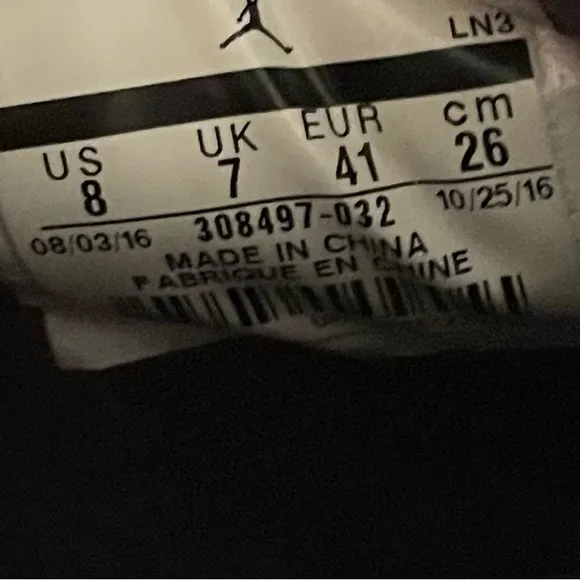 LN3
US UK EUR cm
8 7 41 26
08/03/16 308497-032 10/25/16
MADE IN CHINA
FABRIQUE EN CHINE